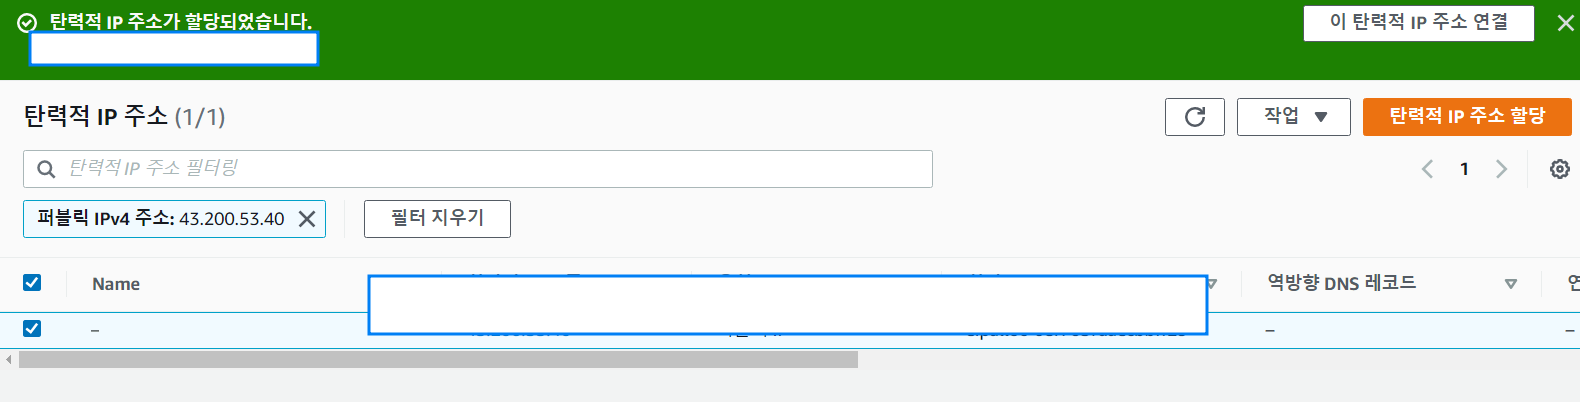 탄력적 IP 주소가 할당되었습니다.
이 탄력적 IP 주소 연결
탄력적 IP 주소 (1/1)
작업
탄력적 IP 주소 할당
탄력적 IP 주소 필터링
1
퍼블릭 IPv4 주소: 43.200.53.40
필터 지우기
Name
역방향 DNS 레코드
–
–
–